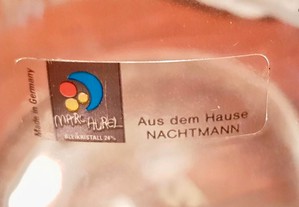 Made in Germany
MARC AUREL
BLEIKRISTALL 24%
Aus dem Hause
NACHTMANN